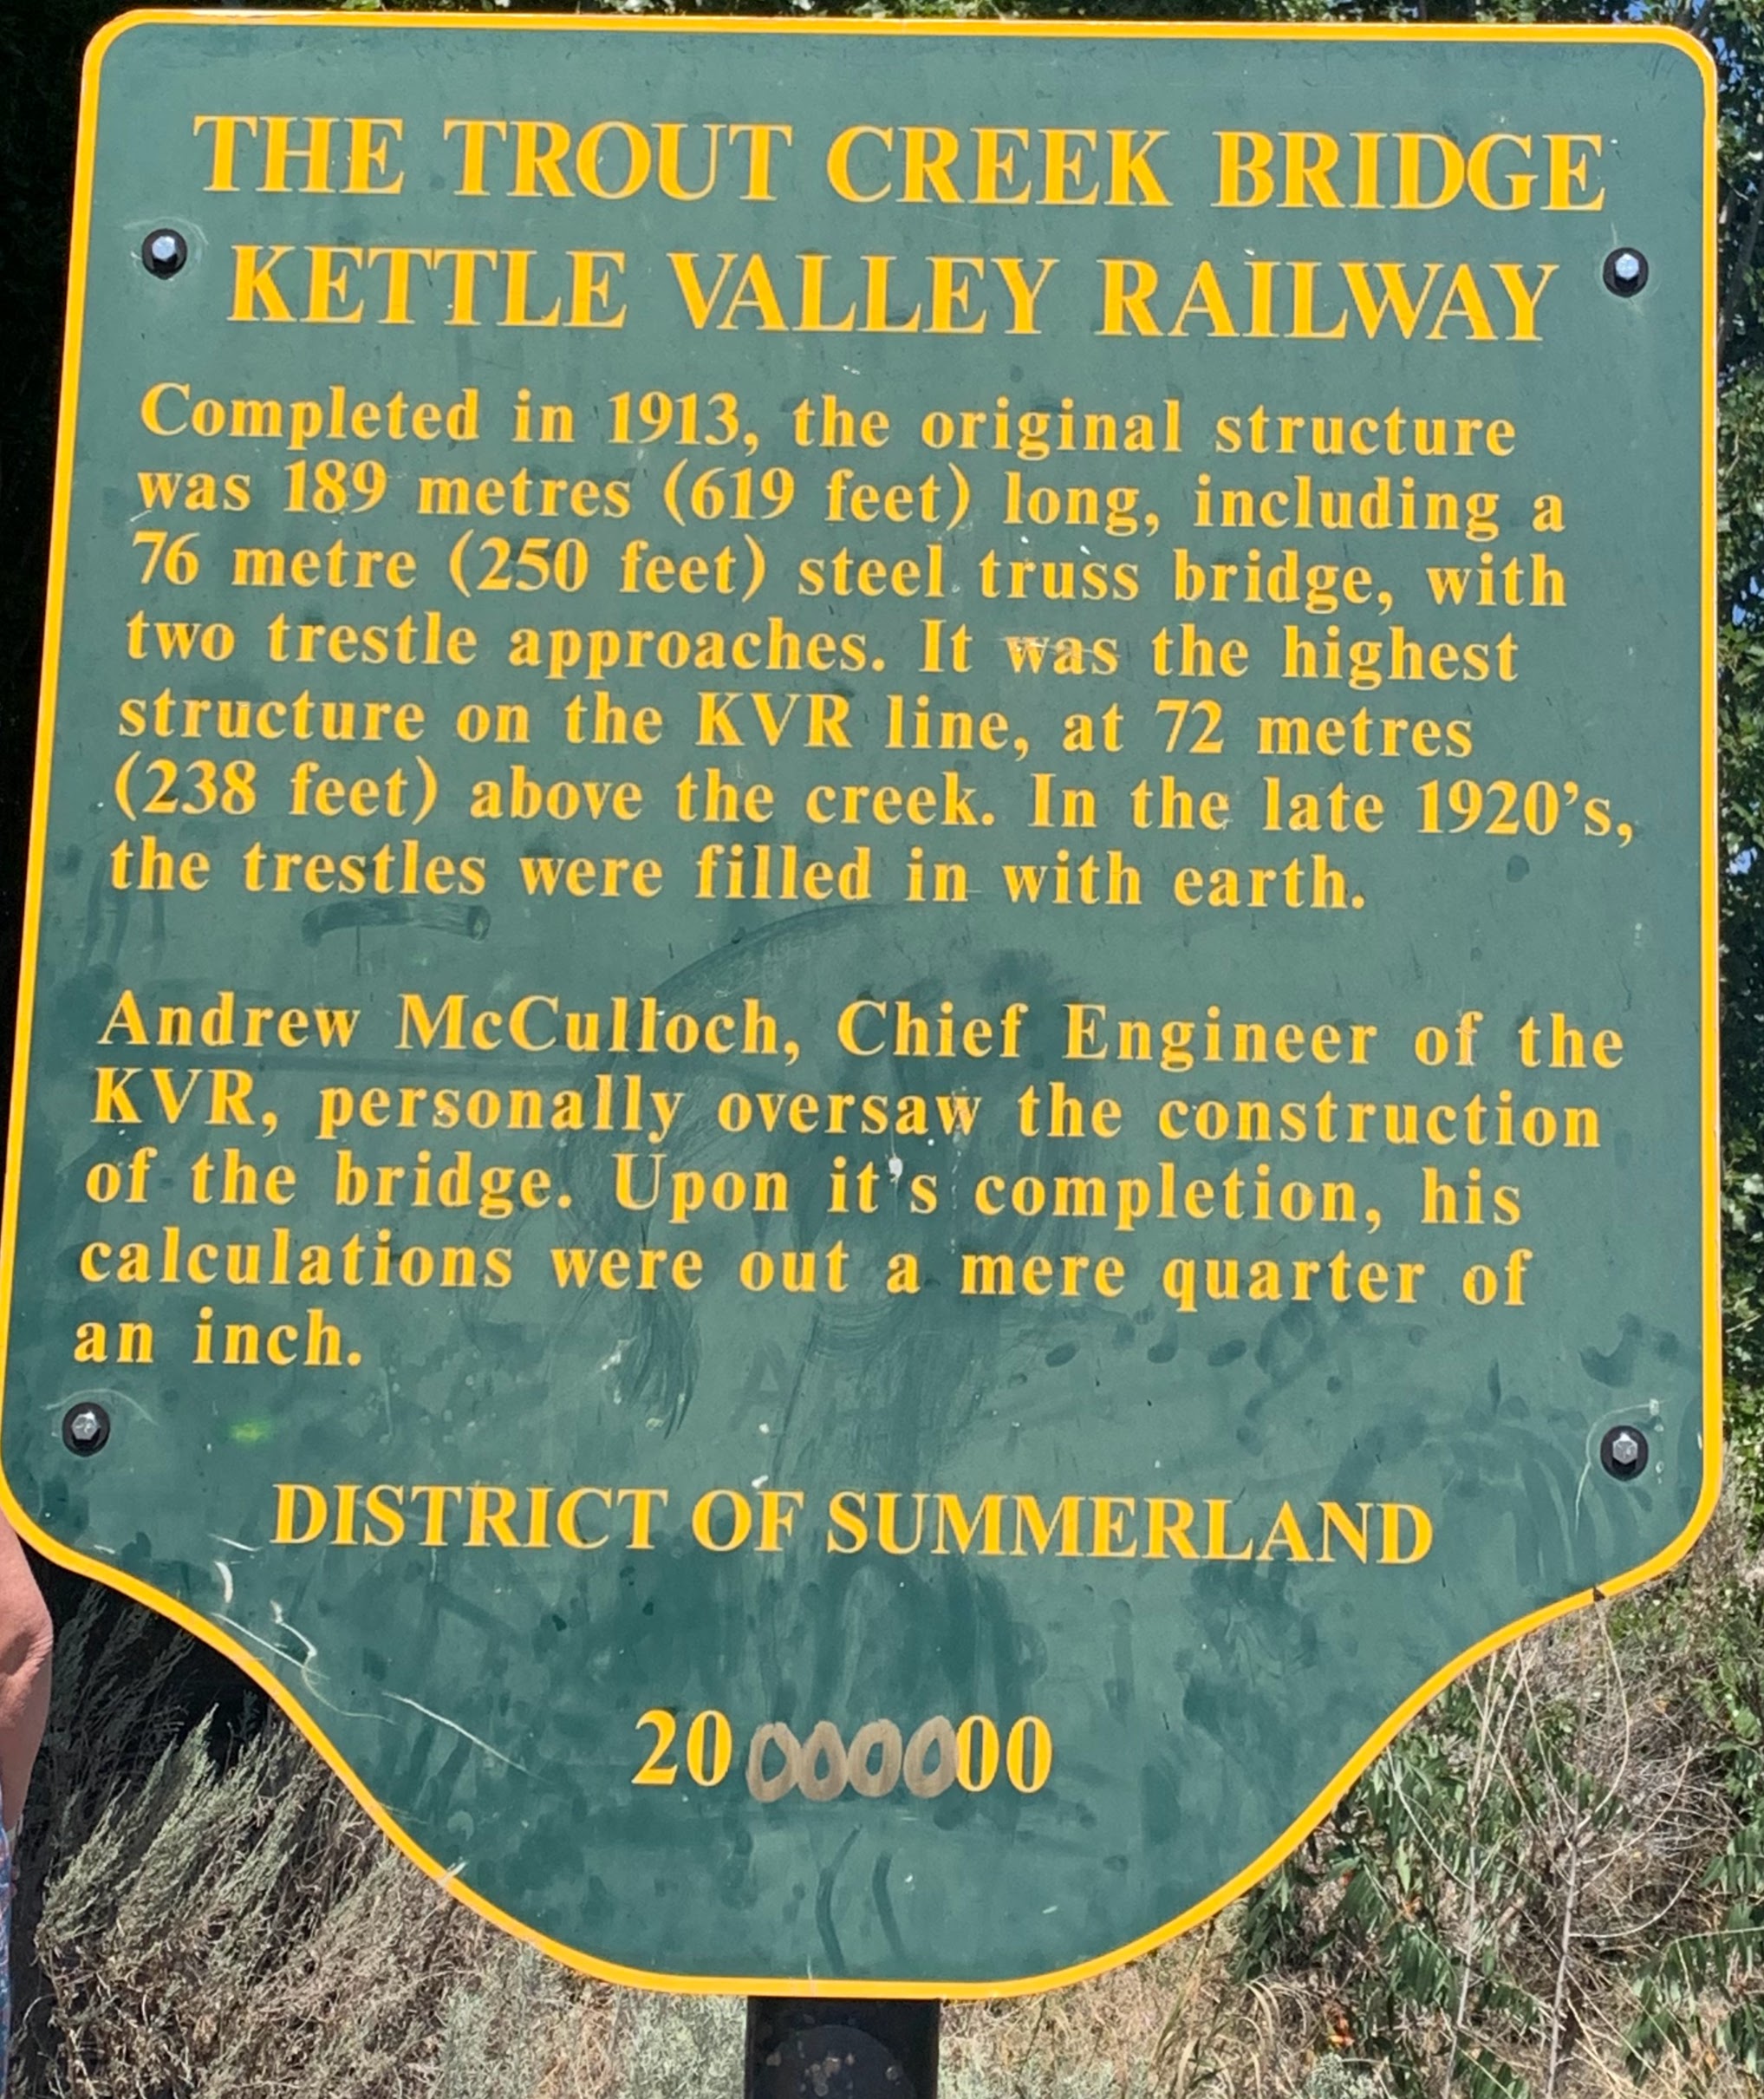 THE TROUT CREEK BRIDGE
KETTLE VALLEY RAILWAY
Completed in 1913, the original structure
was 189 metres (619 feet) long, including a
76 metre (250 feet) steel truss bridge, with
two trestle approaches. It was the highest
structure on the KVR line, at 72 metres
(238 feet) above the creek. In the late 1920's,
the trestles were filled in with earth.
Andrew McCulloch, Chief Engineer of the
KVR, personally oversaw the construction
of the bridge. Upon it's completion, his
calculations were out a mere quarter of
an inch.
DISTRICT OF SUMMERLAND
20000000